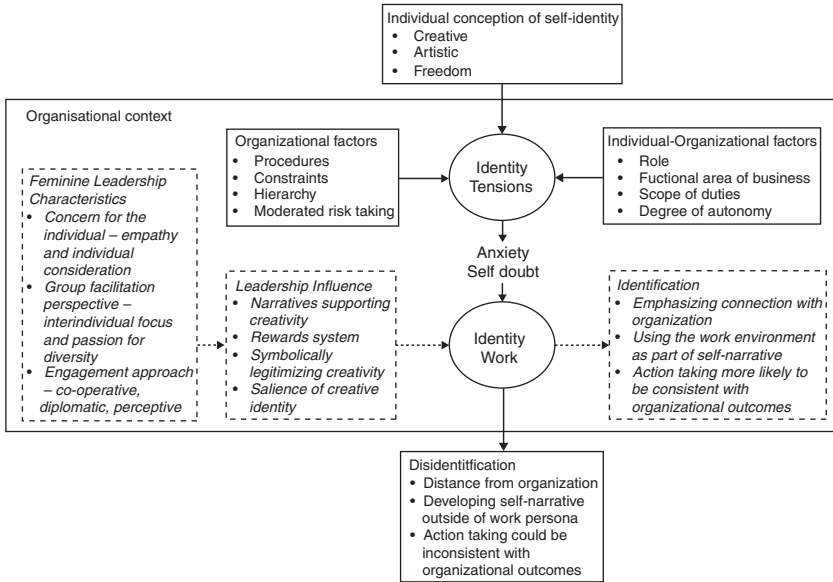 Individual conception of self-identity
• Creative
• Artistic
• Freedom
Organisational context
Organizational factors
• Procedures
• Constraints
• Hierarchy
• Moderated risk taking
Identity
Tensions
Individual-Organizational factors
• Role
• Fuctional area of business
• Scope of duties
• Degree of autonomy
Feminine Leadership
Characteristics
• Concern for the
individual – empathy
and individual
consideration
• Group facilitation
perspective –
interindividual focus
and passion for
diversity
• Engagement approach
– co-operative,
diplomatic, perceptive
Anxiety
Self doubt
Leadership Influence
• Narratives supporting
creativity
• Rewards system
• Symbolically
legitimizing creativity
• Salience of creative
identity
Identity
Work
Identification
• Emphasizing connection with
organization
• Using the work environment
as part of self-narrative
• Action taking more likely to
be consistent with
organizational outcomes
Disidentitfication
• Distance from organization
• Developing self-narrative
outside of work persona
• Action taking could be
inconsistent with
organizational outcomes